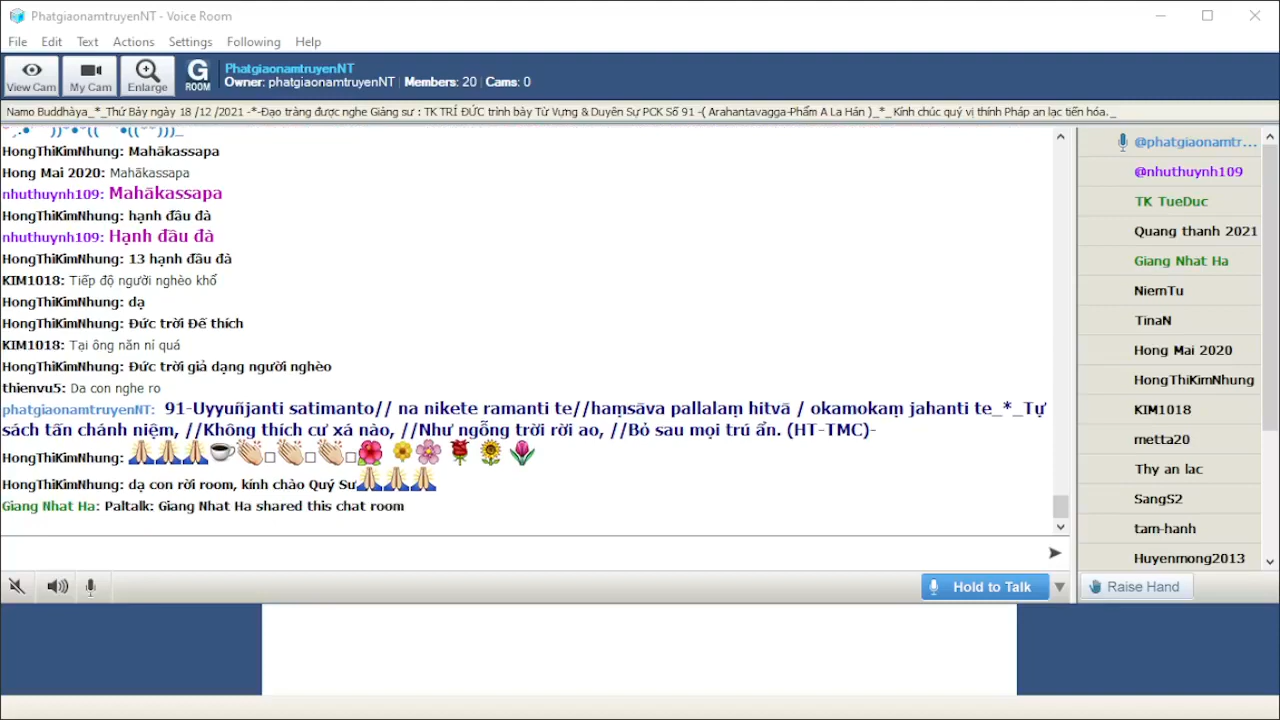 PhatgiaonamtruyenNT - Voice Room
File Edit Text Actions Settings Following Help
View Cam My Cam Enlarge G ROOM
PhatgiaonamtruyenNT
Owner: phatgiaonamtruyenNT | Members: 20 | Cams: 0
Namo Buddhàya_*_Thứ Bảy ngày 18 /12 /2021 -*-Đạo tràng được nghe Giảng sư : TK TRÍ ĐỨC trình bày Từ Vựng & Duyên Sự PCK Số 91 -( Arahantavagga-Phẩm A La Hán )_*_ Kính chúc quý vị thính Pháp an lạc tiến hóa._
HongThiKimNhung: Mahākassapa
Hong Mai 2020: Mahākassapa
nhuthuynh109: Mahākassapa
HongThiKimNhung: hạnh đầu đà
nhuthuynh109: Hạnh đầu đà
HongThiKimNhung: 13 hạnh đầu đà
KIM1018: Tiếp độ người nghèo khổ
HongThiKimNhung: dạ
HongThiKimNhung: Đức trời Đế thích
KIM1018: Tại ông năn nỉ quá
HongThiKimNhung: Đức trời giả dạng người nghèo
thienvu5: Da con nghe ro
phatgiaonamtruyenNT: 91-Uyyuñjanti satimanto// na nikete ramanti te//haṃsāva pallalaṃ hitvā / okamokaṃ jahanti te_*_Tự
sách tấn chánh niệm, //Không thích cư xá nào, //Như ngỗng trời rời ao, //Bỏ sau mọi trú ẩn. (HT-TMC)-
HongThiKimNhung:
HongThiKimNhung: dạ con rời room, kính chào Quý Sư
Giang Nhat Ha: Paltalk: Giang Nhat Ha shared this chat room
@phatgiaonamtr...
@nhuthuynh109
TK TueDuc
Quang thanh 2021
Giang Nhat Ha
NiemTu
TinaN
Hong Mai 2020
HongThiKimNhung
KIM1018
metta20
Thy an lac
SangS2
tam-hanh
Huyenmong2013
Hold to Talk
Raise Hand